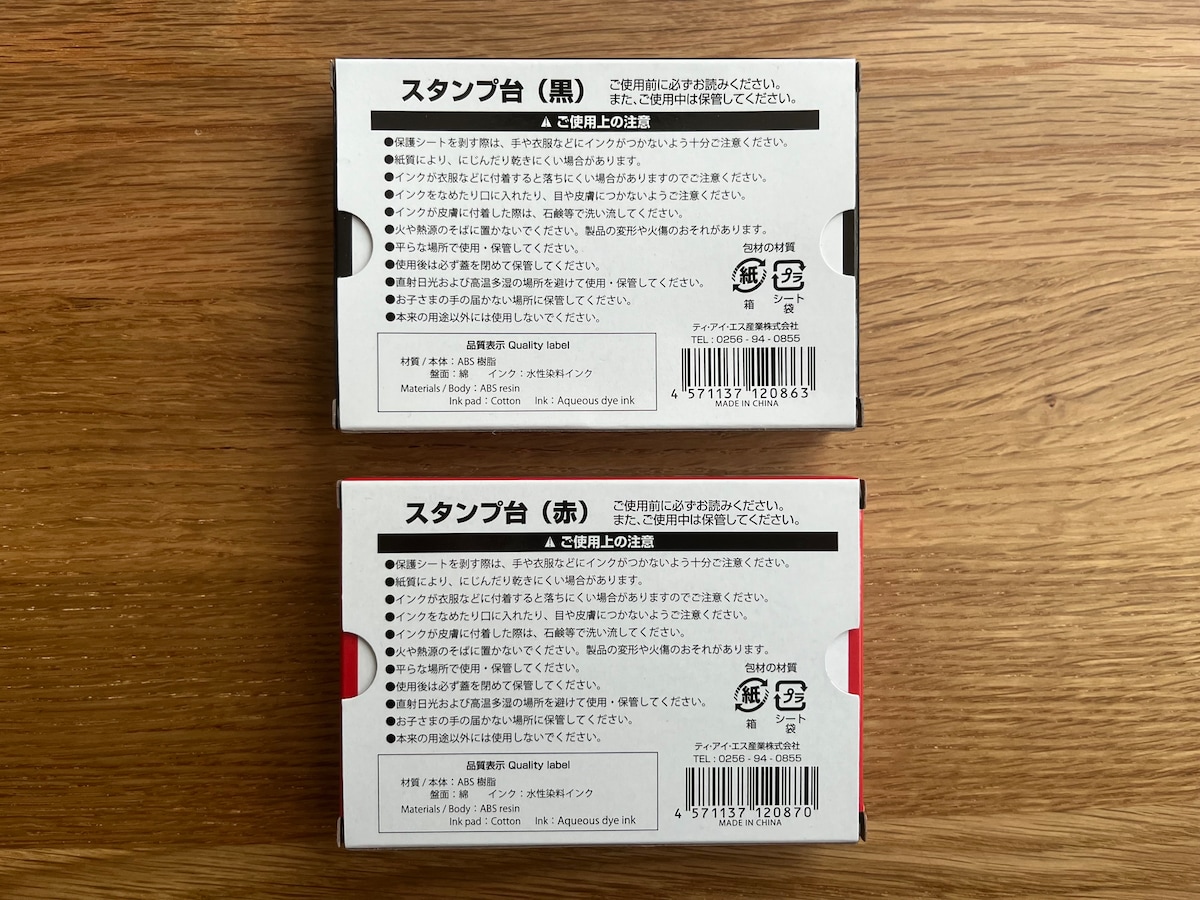 スタンプ台（黒）
ご使用前に必ずお読みください。
また、ご使用中は保管してください。
⚠ ご使用上の注意
●保護シートを剥す際は、手や衣服などにインクがつかないよう十分ご注意ください。
●紙質により、にじんだり乾きにくい場合があります。
●インクが衣服などに付着すると落ちにくい場合がありますのでご注意ください。
●インクをなめたり口に入れたり、目や皮膚につかないようご注意ください。
●インクが皮膚に付着した際は、石鹸等で洗い流してください。
●火や熱源のそばに置かないでください。製品の変形や火傷のおそれがあります。
●平らな場所で使用・保管してください。
●使用後は必ず蓋を閉めて保管してください。
●直射日光および高温多湿の場所を避けて使用・保管してください。
●お子さまの手の届かない場所に保管してください。
●本来の用途以外には使用しないでください。
包材の材質
紙 プラ
箱 シート
袋
品質表示 Quality label
材質 / 本体：ABS 樹脂
盤面：綿 インク：水性染料インク
Materials / Body：ABS resin
Ink pad：Cotton Ink：Aqueous dye ink
ティ・アイ・エス産業株式会社
TEL：0256-94-0855
4 571137 120863
MADE IN CHINA
スタンプ台（赤）
ご使用前に必ずお読みください。
また、ご使用中は保管してください。
⚠ ご使用上の注意
●保護シートを剥す際は、手や衣服などにインクがつかないよう十分ご注意ください。
●紙質により、にじんだり乾きにくい場合があります。
●インクが衣服などに付着すると落ちにくい場合がありますのでご注意ください。
●インクをなめたり口に入れたり、目や皮膚につかないようご注意ください。
●インクが皮膚に付着した際は、石鹸等で洗い流してください。
●火や熱源のそばに置かないでください。製品の変形や火傷のおそれがあります。
●平らな場所で使用・保管してください。
●使用後は必ず蓋を閉めて保管してください。
●直射日光および高温多湿の場所を避けて使用・保管してください。
●お子さまの手の届かない場所に保管してください。
●本来の用途以外には使用しないでください。
包材の材質
紙 プラ
箱 シート
袋
品質表示 Quality label
材質 / 本体：ABS 樹脂
盤面：綿 インク：水性染料インク
Materials / Body：ABS resin
Ink pad：Cotton Ink：Aqueous dye ink
ティ・アイ・エス産業株式会社
TEL：0256-94-0855
4 571137 120870
MADE IN CHINA